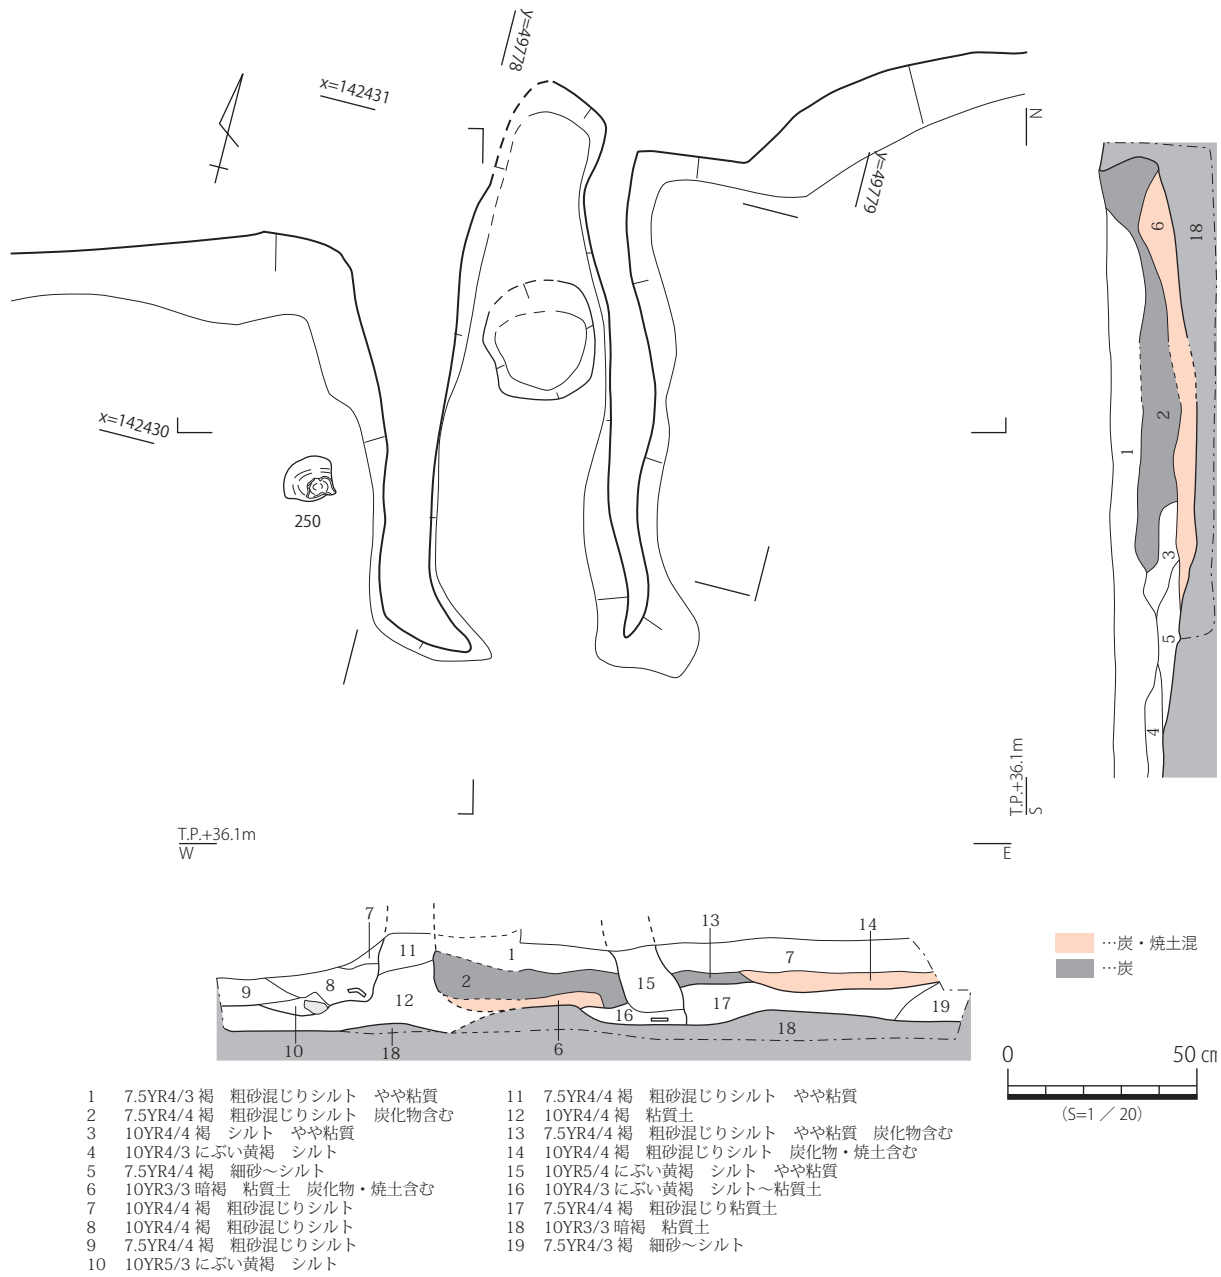 y=49778
x=142431
N
y=49779
6
18
x=142430
2
1
250
3
5
4
T.P.+36.1m
S
T.P.+36.1m
W
E
7
13
14
11
1
7
…炭・焼土混
…炭
2
8
9
12
15
17
19
16
18
10
18
6
0 50 cm
(S=1 / 20)
1 7.5YR4/3 褐 粗砂混じりシルト やや粘質
2 7.5YR4/4 褐 粗砂混じりシルト 炭化物含む
3 10YR4/4 褐 シルト やや粘質
4 10YR4/3 にぶい黄褐 シルト
5 7.5YR4/4 褐 細砂〜シルト
6 10YR3/3 暗褐 粘質土 炭化物・焼土含む
7 10YR4/4 褐 粗砂混じりシルト
8 10YR4/4 褐 粗砂混じりシルト
9 7.5YR4/4 褐 粗砂混じりシルト
10 10YR5/3 にぶい黄褐 シルト
11 7.5YR4/4 褐 粗砂混じりシルト やや粘質
12 10YR4/4 褐 粘質土
13 7.5YR4/4 褐 粗砂混じりシルト やや粘質 炭化物含む
14 10YR4/4 褐 粗砂混じりシルト 炭化物・焼土含む
15 10YR5/4 にぶい黄褐 シルト やや粘質
16 10YR4/3 にぶい黄褐 シルト〜粘質土
17 7.5YR4/4 褐 粗砂混じり粘質土
18 10YR3/3 暗褐 粘質土
19 7.5YR4/3 褐 細砂〜シルト